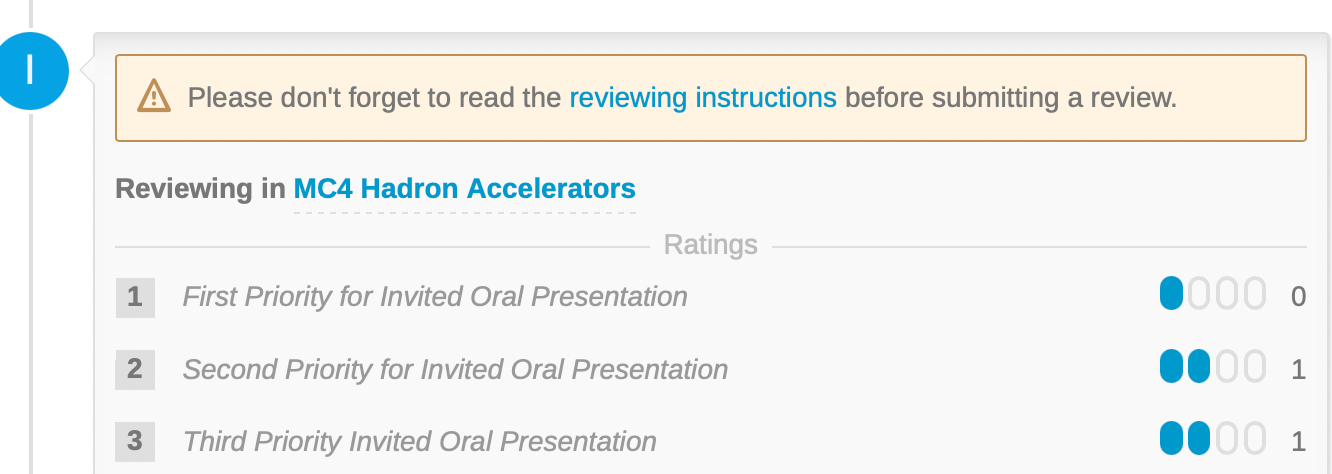 I
Please don't forget to read the reviewing instructions before submitting a review.
Reviewing in MC4 Hadron Accelerators
Ratings
1 First Priority for Invited Oral Presentation 0
2 Second Priority for Invited Oral Presentation 1
3 Third Priority Invited Oral Presentation 1